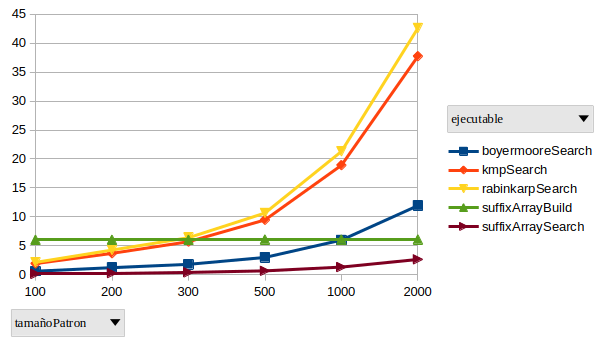 45
40
35
30
25
20
15
10
5
0
100 200 300 500 1000 2000
tamañoPatron
ejecutable
boyermooreSearch
kmpSearch
rabinkarpSearch
suffixArrayBuild
suffixArraySearch